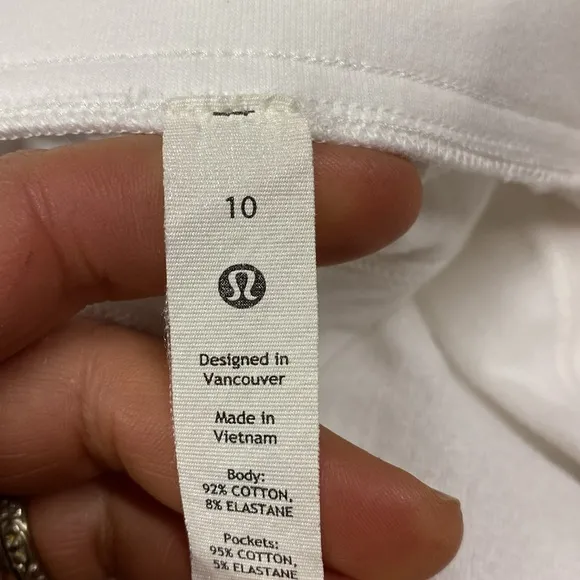 10
Designed in
Vancouver
Made in
Vietnam
Body:
92% COTTON,
8% ELASTANE
Pockets:
95% COTTON,
5% ELASTANE